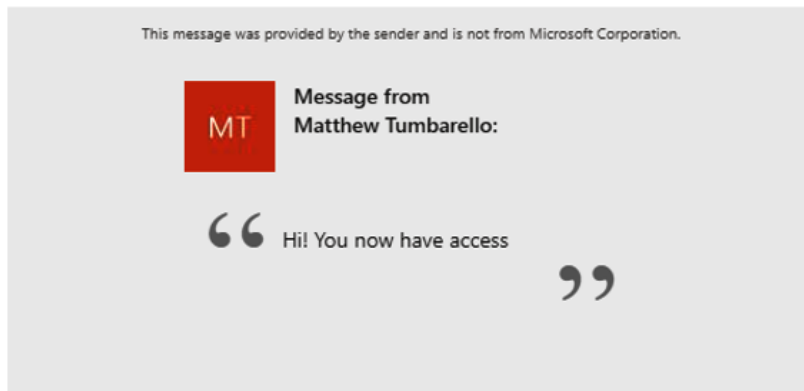 This message was provided by the sender and is not from Microsoft Corporation.
MT
Message from
Matthew Tumbarello:
“ Hi! You now have access
”